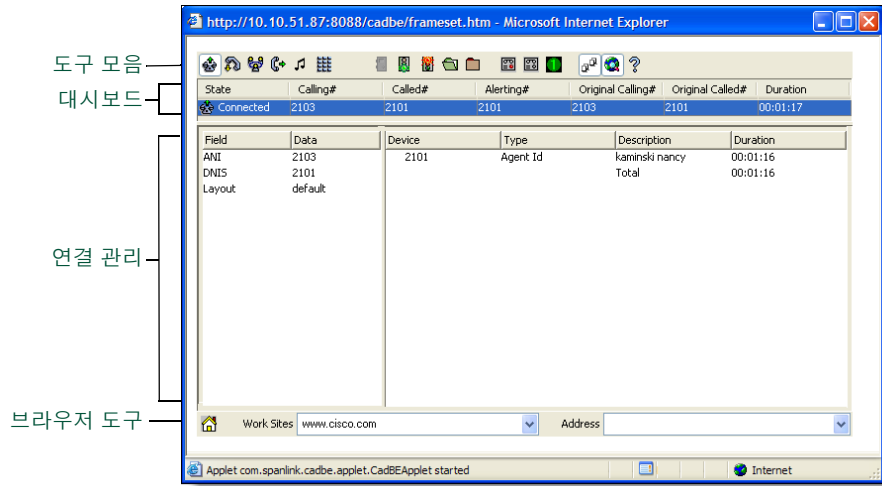 http://10.10.51.87:8088/cadbe/frameset.htm - Microsoft Internet Explorer
도구 모음
대시보드
State Calling# Called# Alerting# Original Calling# Original Called# Duration
Connected 2103 2101 2101 2103 2101 00:01:17
Field Data Device Type Description Duration
ANI 2103 2101 Agent Id kaminski nancy 00:01:16
DNIS 2101 Total 00:01:16
Layout default
연결 관리
브라우저 도구
Work Sites www.cisco.com Address
Applet com.spanlink.cadbe.applet.CadBEApplet started Internet